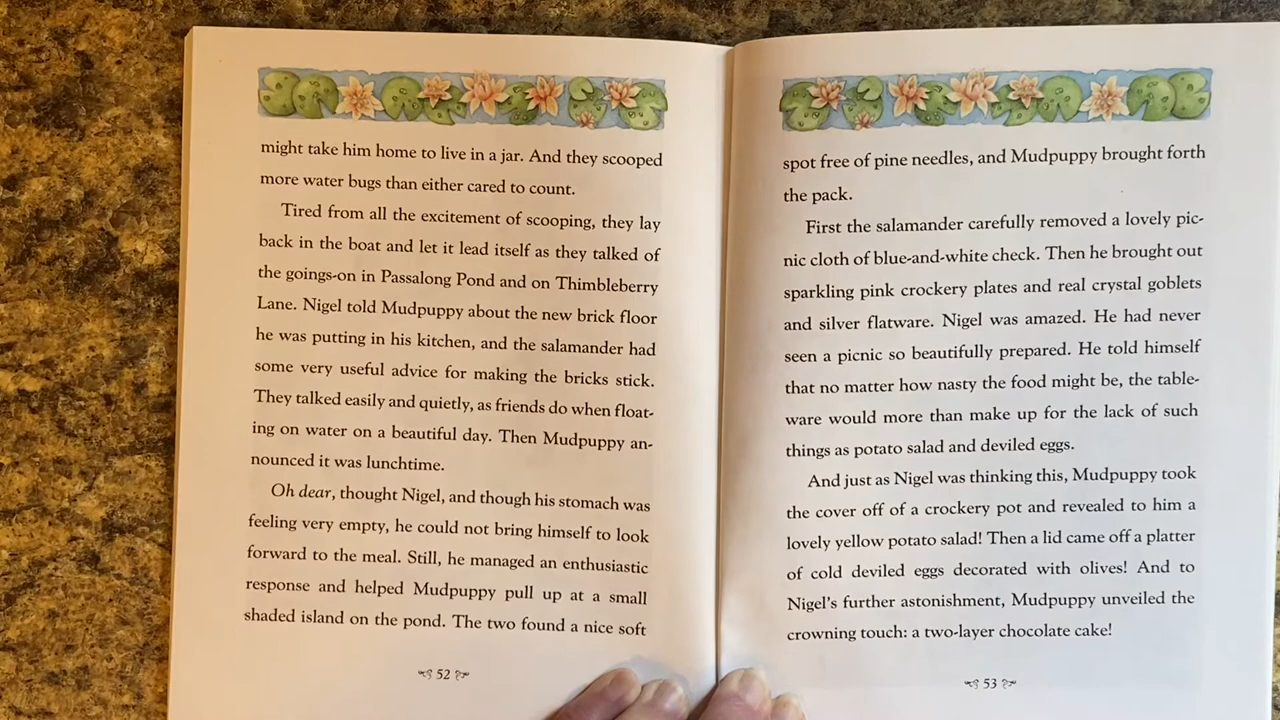 might take him home to live in a jar. And they scooped
more water bugs than either cared to count.
Tired from all the excitement of scooping, they lay
back in the boat and let it lead itself as they talked of
the goings-on in Passalong Pond and on Thimbleberry
Lane. Nigel told Mudpuppy about the new brick floor
he was putting in his kitchen, and the salamander had
some very useful advice for making the bricks stick.
They talked easily and quietly, as friends do when float-
ing on water on a beautiful day. Then Mudpuppy an-
nounced it was lunchtime.
Oh dear, thought Nigel, and though his stomach was
feeling very empty, he could not bring himself to look
forward to the meal. Still, he managed an enthusiastic
response and helped Mudpuppy pull up at a small
shaded island on the pond. The two found a nice soft
52
spot free of pine needles, and Mudpuppy brought forth
the pack.
First the salamander carefully removed a lovely pic-
nic cloth of blue-and-white check. Then he brought out
sparkling pink crockery plates and real crystal goblets
and silver flatware. Nigel was amazed. He had never
seen a picnic so beautifully prepared. He told himself
that no matter how nasty the food might be, the table-
ware would more than make up for the lack of such
things as potato salad and deviled eggs.
And just as Nigel was thinking this, Mudpuppy took
the cover off of a crockery pot and revealed to him a
lovely yellow potato salad! Then a lid came off a platter
of cold deviled eggs decorated with olives! And to
Nigel's further astonishment, Mudpuppy unveiled the
crowning touch: a two-layer chocolate cake!
53